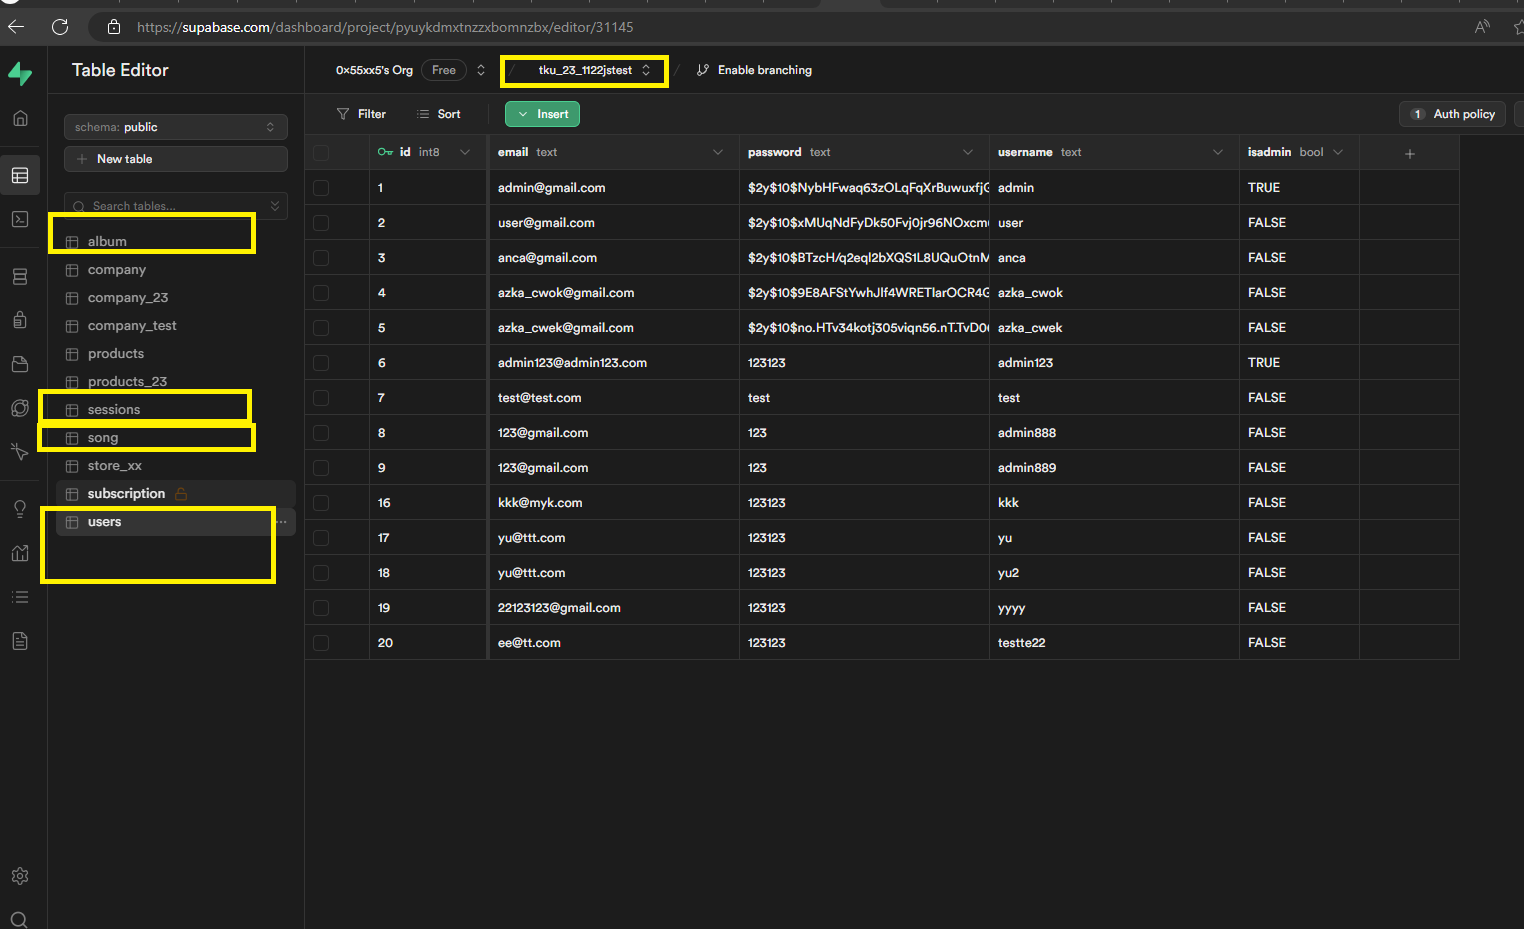 https://supabase.com/dashboard/project/pyuykdmxtnzzxbomnzbx/editor/31145
Table Editor
0x55xx5's Org Free / tku_23_1122jstest / Enable branching
schema: public
New table
Search tables...
album
company
company_23
company_test
products
products_23
sessions
song
store_xx
subscription
users
Filter Sort Insert 1 Auth policy
id int8 email text password text username text isadmin bool
1 admin@gmail.com $2y$10$NybHFwaq63zOLqFqXrBuwuxfjG admin TRUE
2 user@gmail.com $2y$10$xMUqNdFyDk50Fvj0jr96NOxcm user FALSE
3 anca@gmail.com $2y$10$BTzcH/q2eql2bXQS1L8UQuOtnM anca FALSE
4 azka_cwok@gmail.com $2y$10$9E8AFStYwhJlf4WRETlarOCR4G azka_cwok FALSE
5 azka_cwek@gmail.com $2y$10$no.HTv34kotj305viqn56.nT.TvD0 azka_cwek FALSE
6 admin123@admin123.com 123123 admin123 TRUE
7 test@test.com test test FALSE
8 123@gmail.com 123 admin888 FALSE
9 123@gmail.com 123 admin889 FALSE
16 kkk@myk.com 123123 kkk FALSE
17 yu@ttt.com 123123 yu FALSE
18 yu@ttt.com 123123 yu2 FALSE
19 22123123@gmail.com 123123 yyyy FALSE
20 ee@tt.com 123123 testte22 FALSE